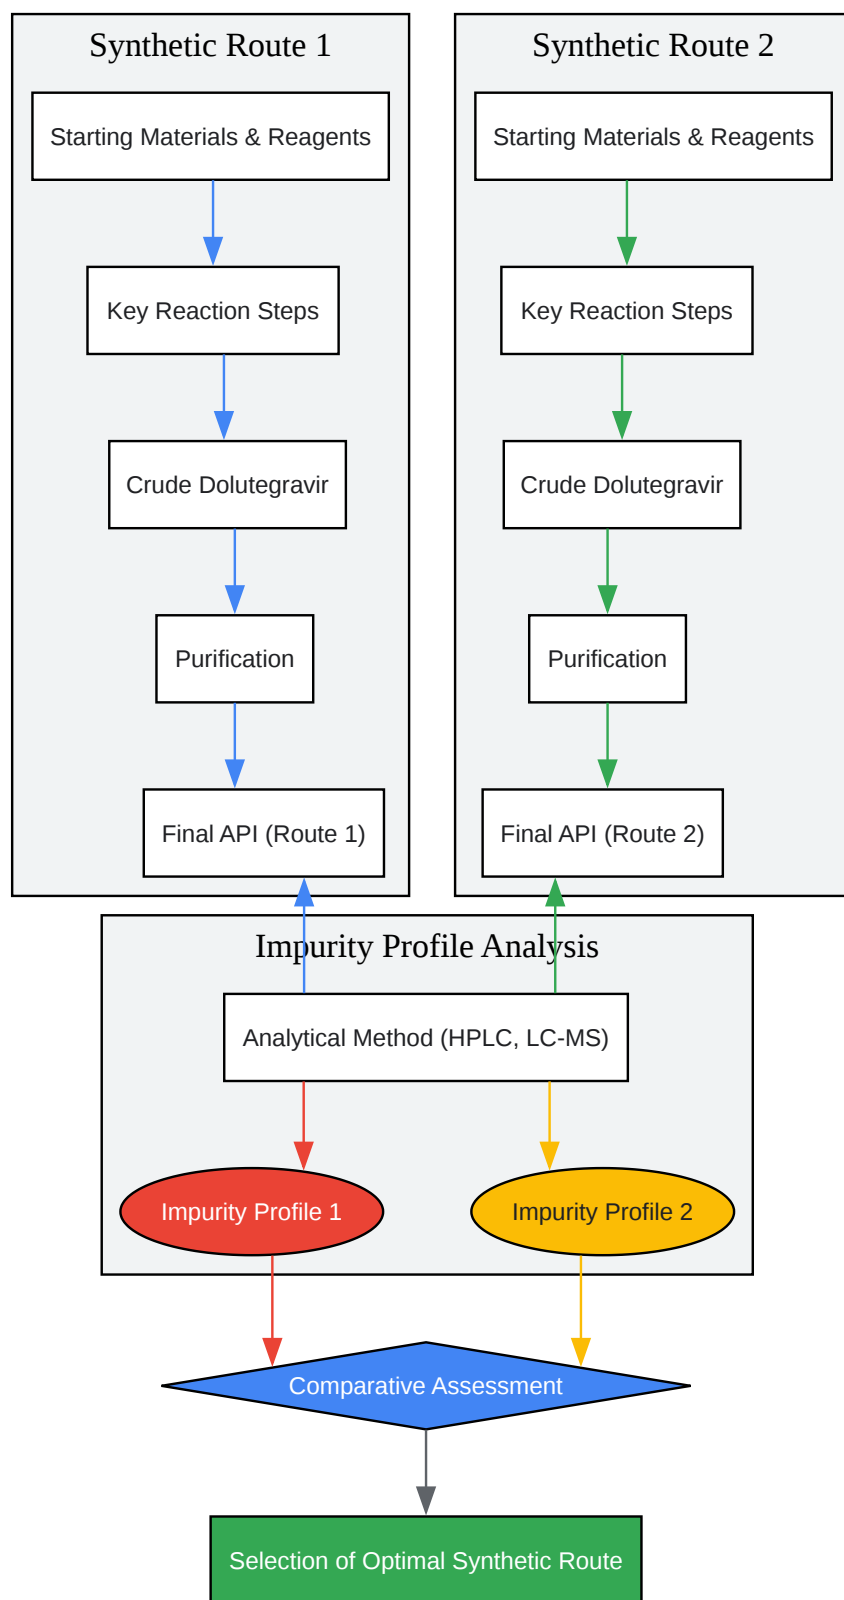 Synthetic Route 1
Starting Materials & Reagents
Key Reaction Steps
Crude Dolutegravir
Purification
Final API (Route 1)
Synthetic Route 2
Starting Materials & Reagents
Key Reaction Steps
Crude Dolutegravir
Purification
Final API (Route 2)
Impurity Profile Analysis
Analytical Method (HPLC, LC-MS)
Impurity Profile 1
Impurity Profile 2
Comparative Assessment
Selection of Optimal Synthetic Route